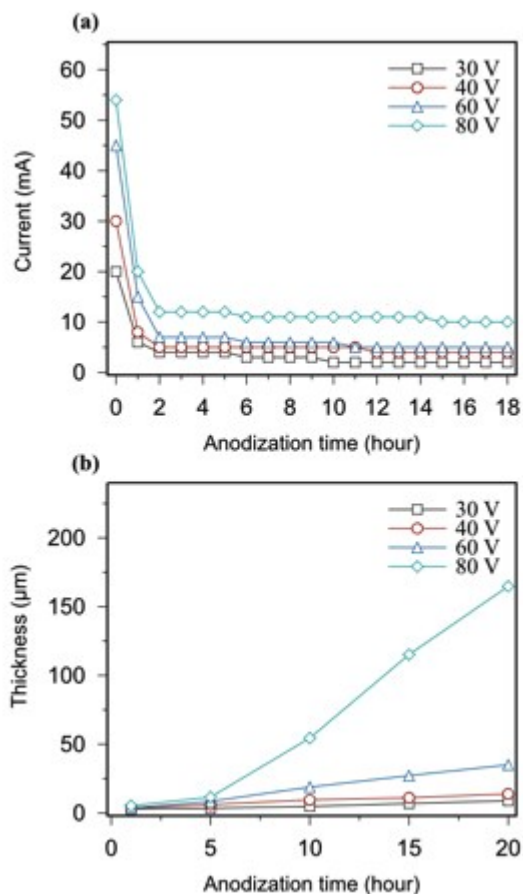 (a)
60
50
40
30
20
10
0
Current (mA)
30 V
40 V
60 V
80 V
0 2 4 6 8 10 12 14 16 18
Anodization time (hour)
(b)
200
150
100
50
0
Thickness (μm)
30 V
40 V
60 V
80 V
0 5 10 15 20
Anodization time (hour)